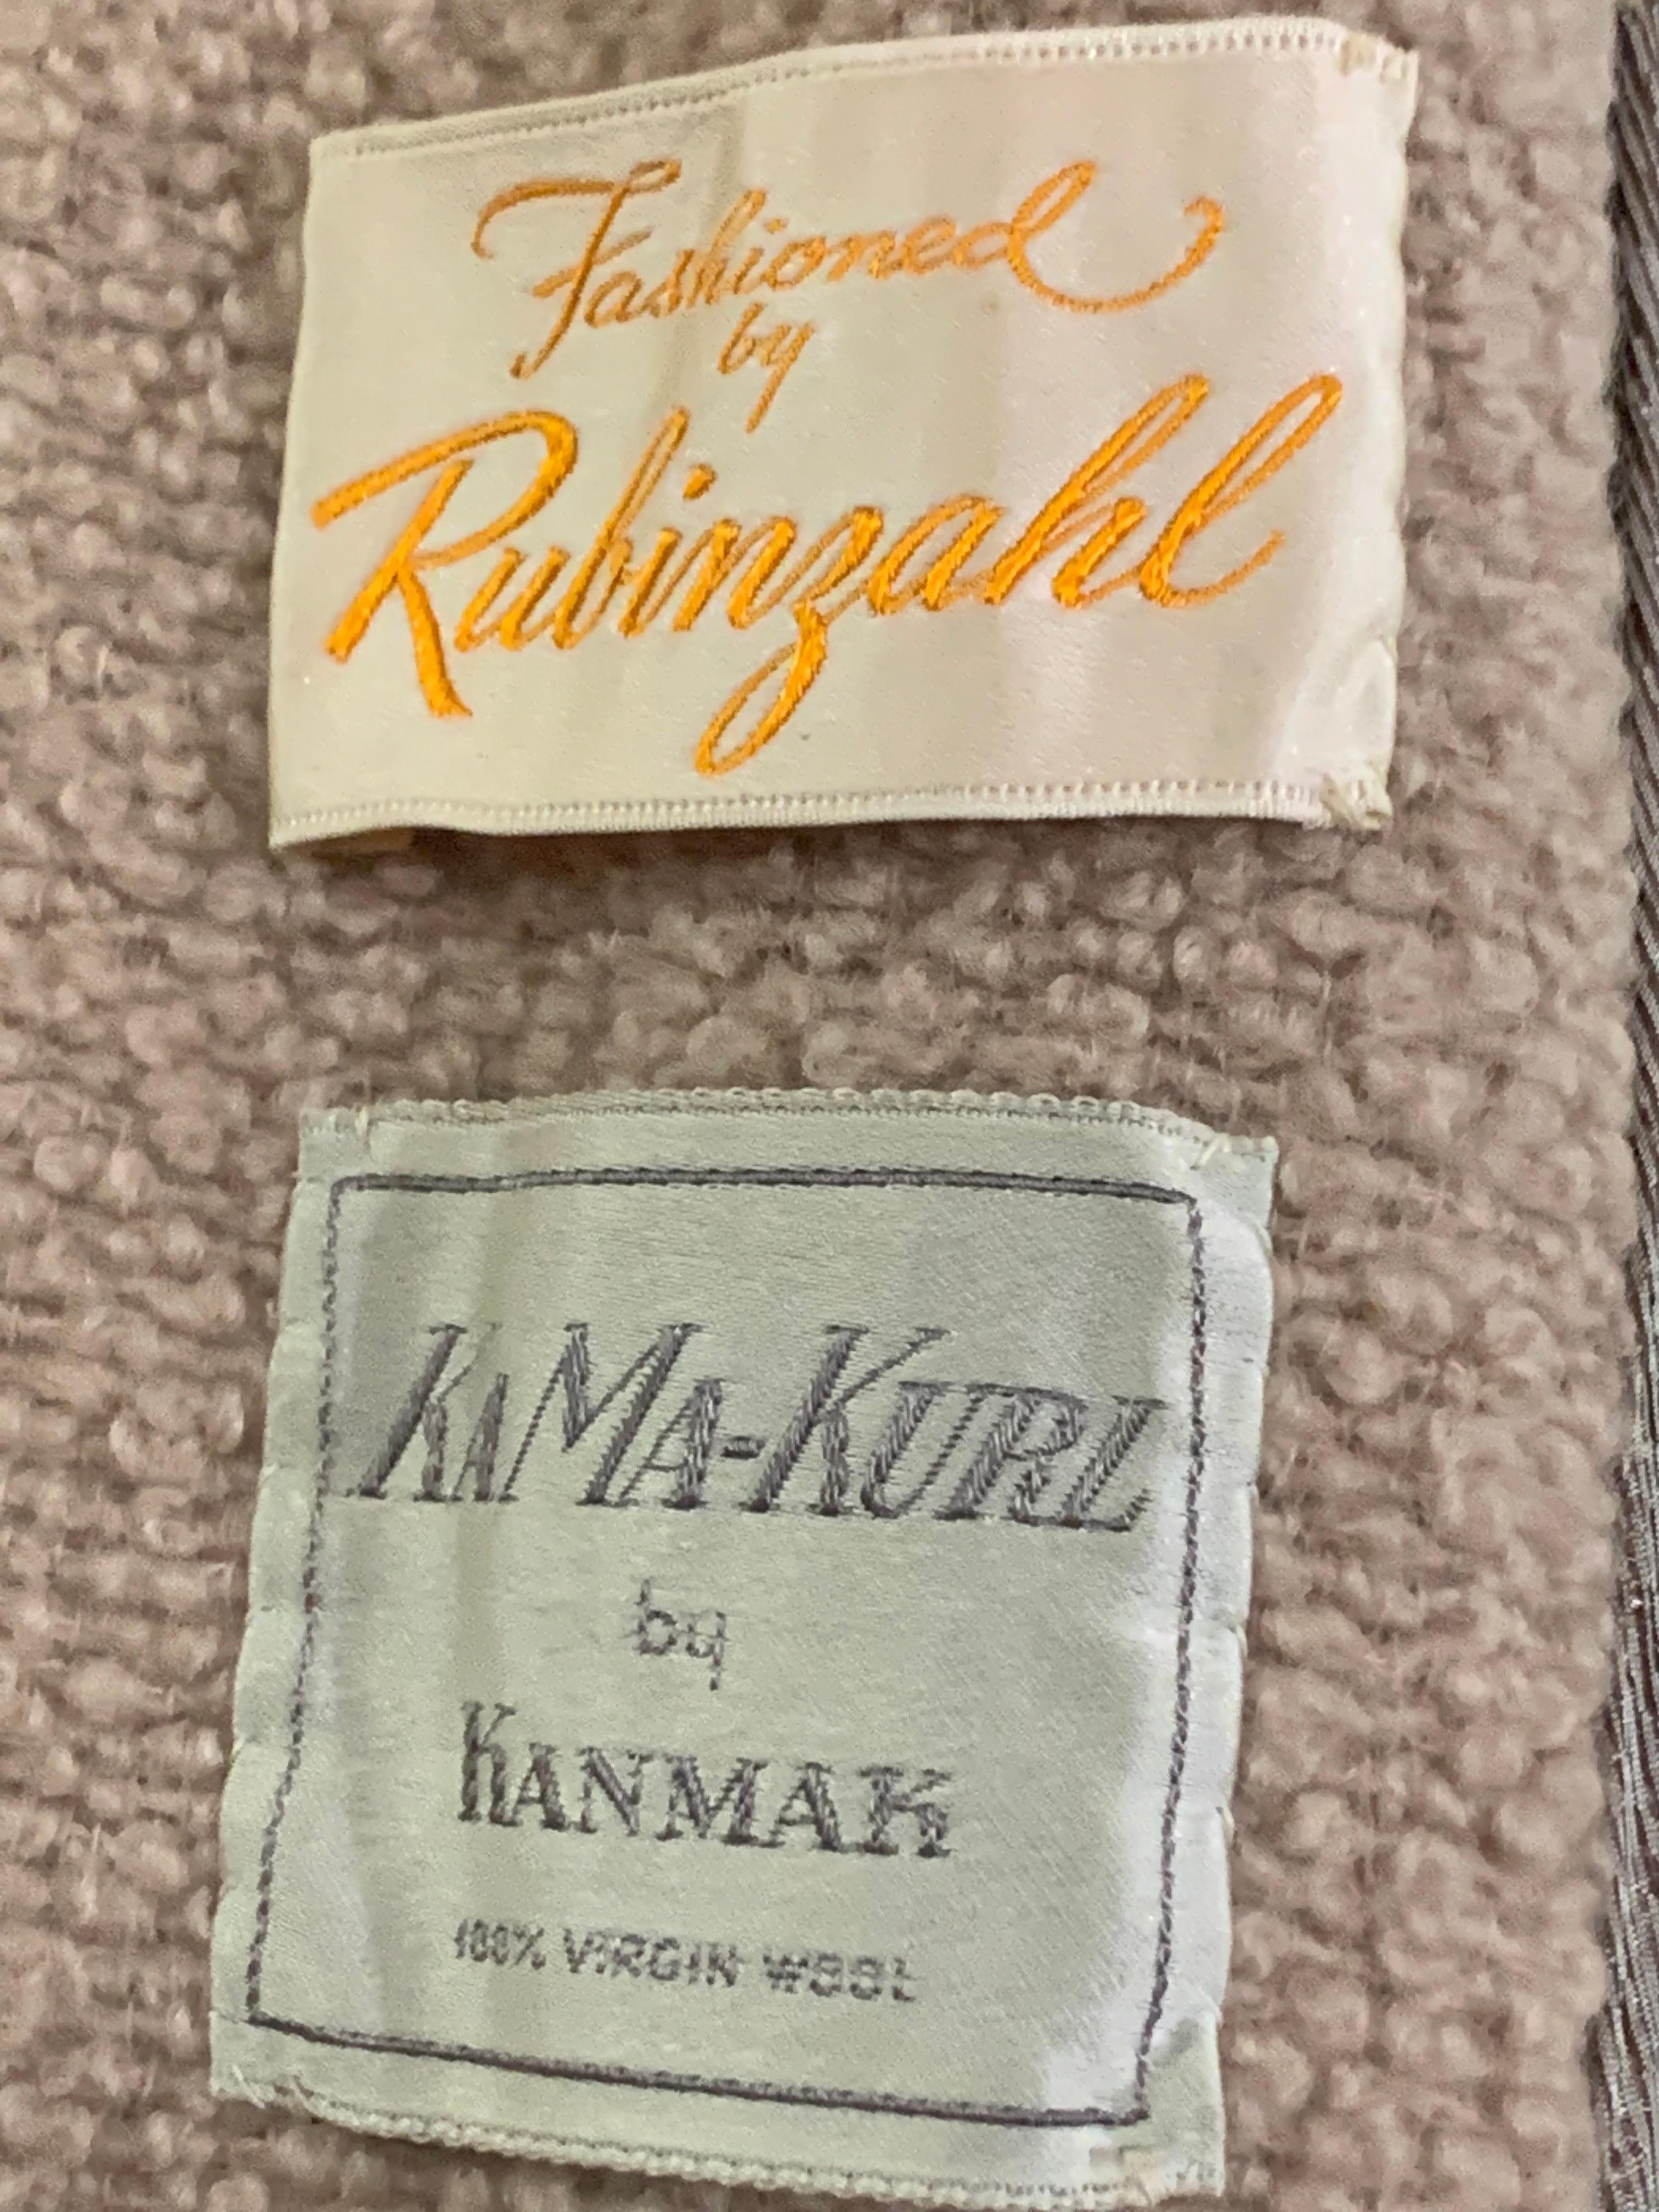 Fashioned
by
Rubinzahl
KAMA-KURL
by
KANMAK
100% VIRGIN WOOL